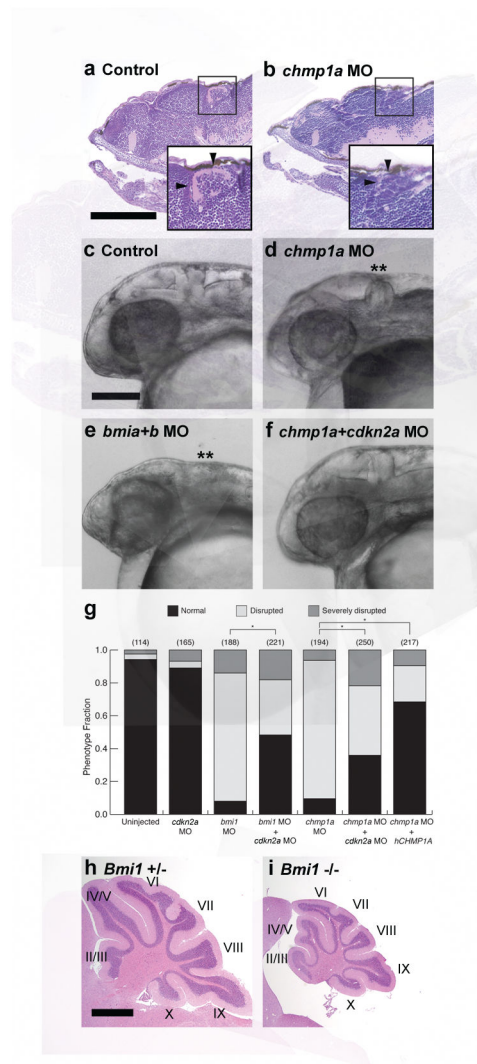 a Control
b chmp1a MO
c Control
d chmp1a MO
**
e bmia+b MO
**
f chmp1a+cdkn2a MO
g
Normal
Disrupted
Severely disrupted
* * *
(114) (165) (188) (221) (194) (250) (217)
Phenotype Fraction
1.0
0.8
0.6
0.4
0.2
0.0
Uninjected
cdkn2a MO
bmi1 MO
bmi1 MO + cdkn2a MO
chmp1a MO
chmp1a MO + cdkn2a MO
chmp1a MO + hCHMP1A
h Bmi1 +/-
VI
IV/V
VII
II/III
VIII
X
IX
i Bmi1 -/-
VI
VII
IV/V
VIII
II/III
IX
X